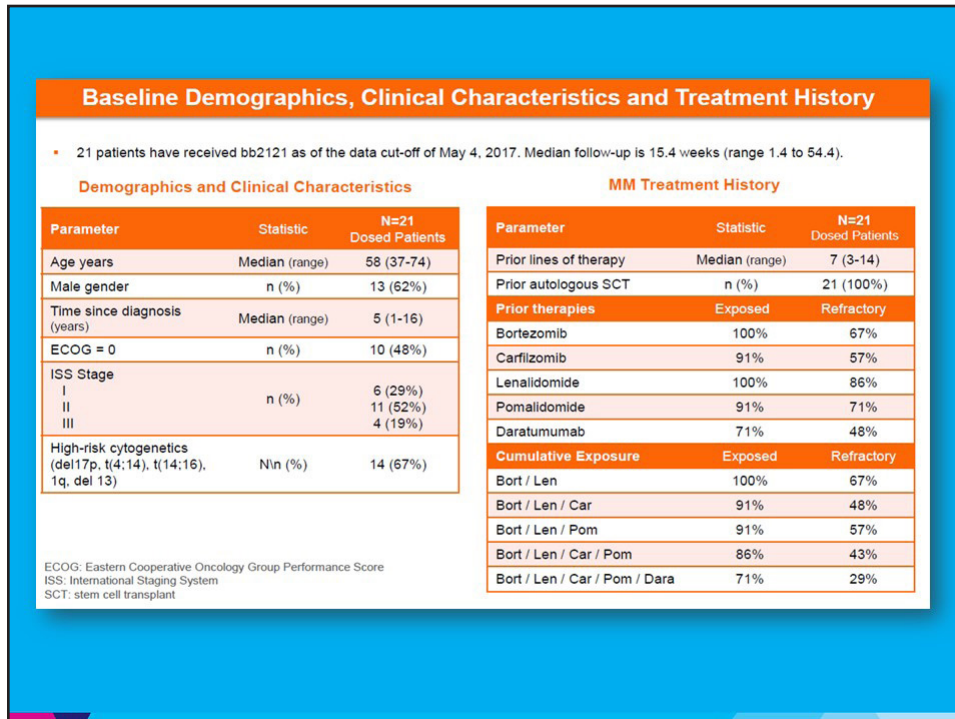 Baseline Demographics, Clinical Characteristics and Treatment History
• 21 patients have received bb2121 as of the data cut-off of May 4, 2017. Median follow-up is 15.4 weeks (range 1.4 to 54.4).
Demographics and Clinical Characteristics
Parameter Statistic N=21 Dosed Patients
Age years Median (range) 58 (37-74)
Male gender n (%) 13 (62%)
Time since diagnosis (years) Median (range) 5 (1-16)
ECOG = 0 n (%) 10 (48%)
ISS Stage n (%)
I 6 (29%)
II 11 (52%)
III 4 (19%)
High-risk cytogenetics
(del17p, t(4;14), t(14;16), N\n (%) 14 (67%)
1q, del 13)
ECOG: Eastern Cooperative Oncology Group Performance Score
ISS: International Staging System
SCT: stem cell transplant
MM Treatment History
Parameter Statistic N=21 Dosed Patients
Prior lines of therapy Median (range) 7 (3-14)
Prior autologous SCT n (%) 21 (100%)
Prior therapies Exposed Refractory
Bortezomib 100% 67%
Carfilzomib 91% 57%
Lenalidomide 100% 86%
Pomalidomide 91% 71%
Daratumumab 71% 48%
Cumulative Exposure Exposed Refractory
Bort / Len 100% 67%
Bort / Len / Car 91% 48%
Bort / Len / Pom 91% 57%
Bort / Len / Car / Pom 86% 43%
Bort / Len / Car / Pom / Dara 71% 29%